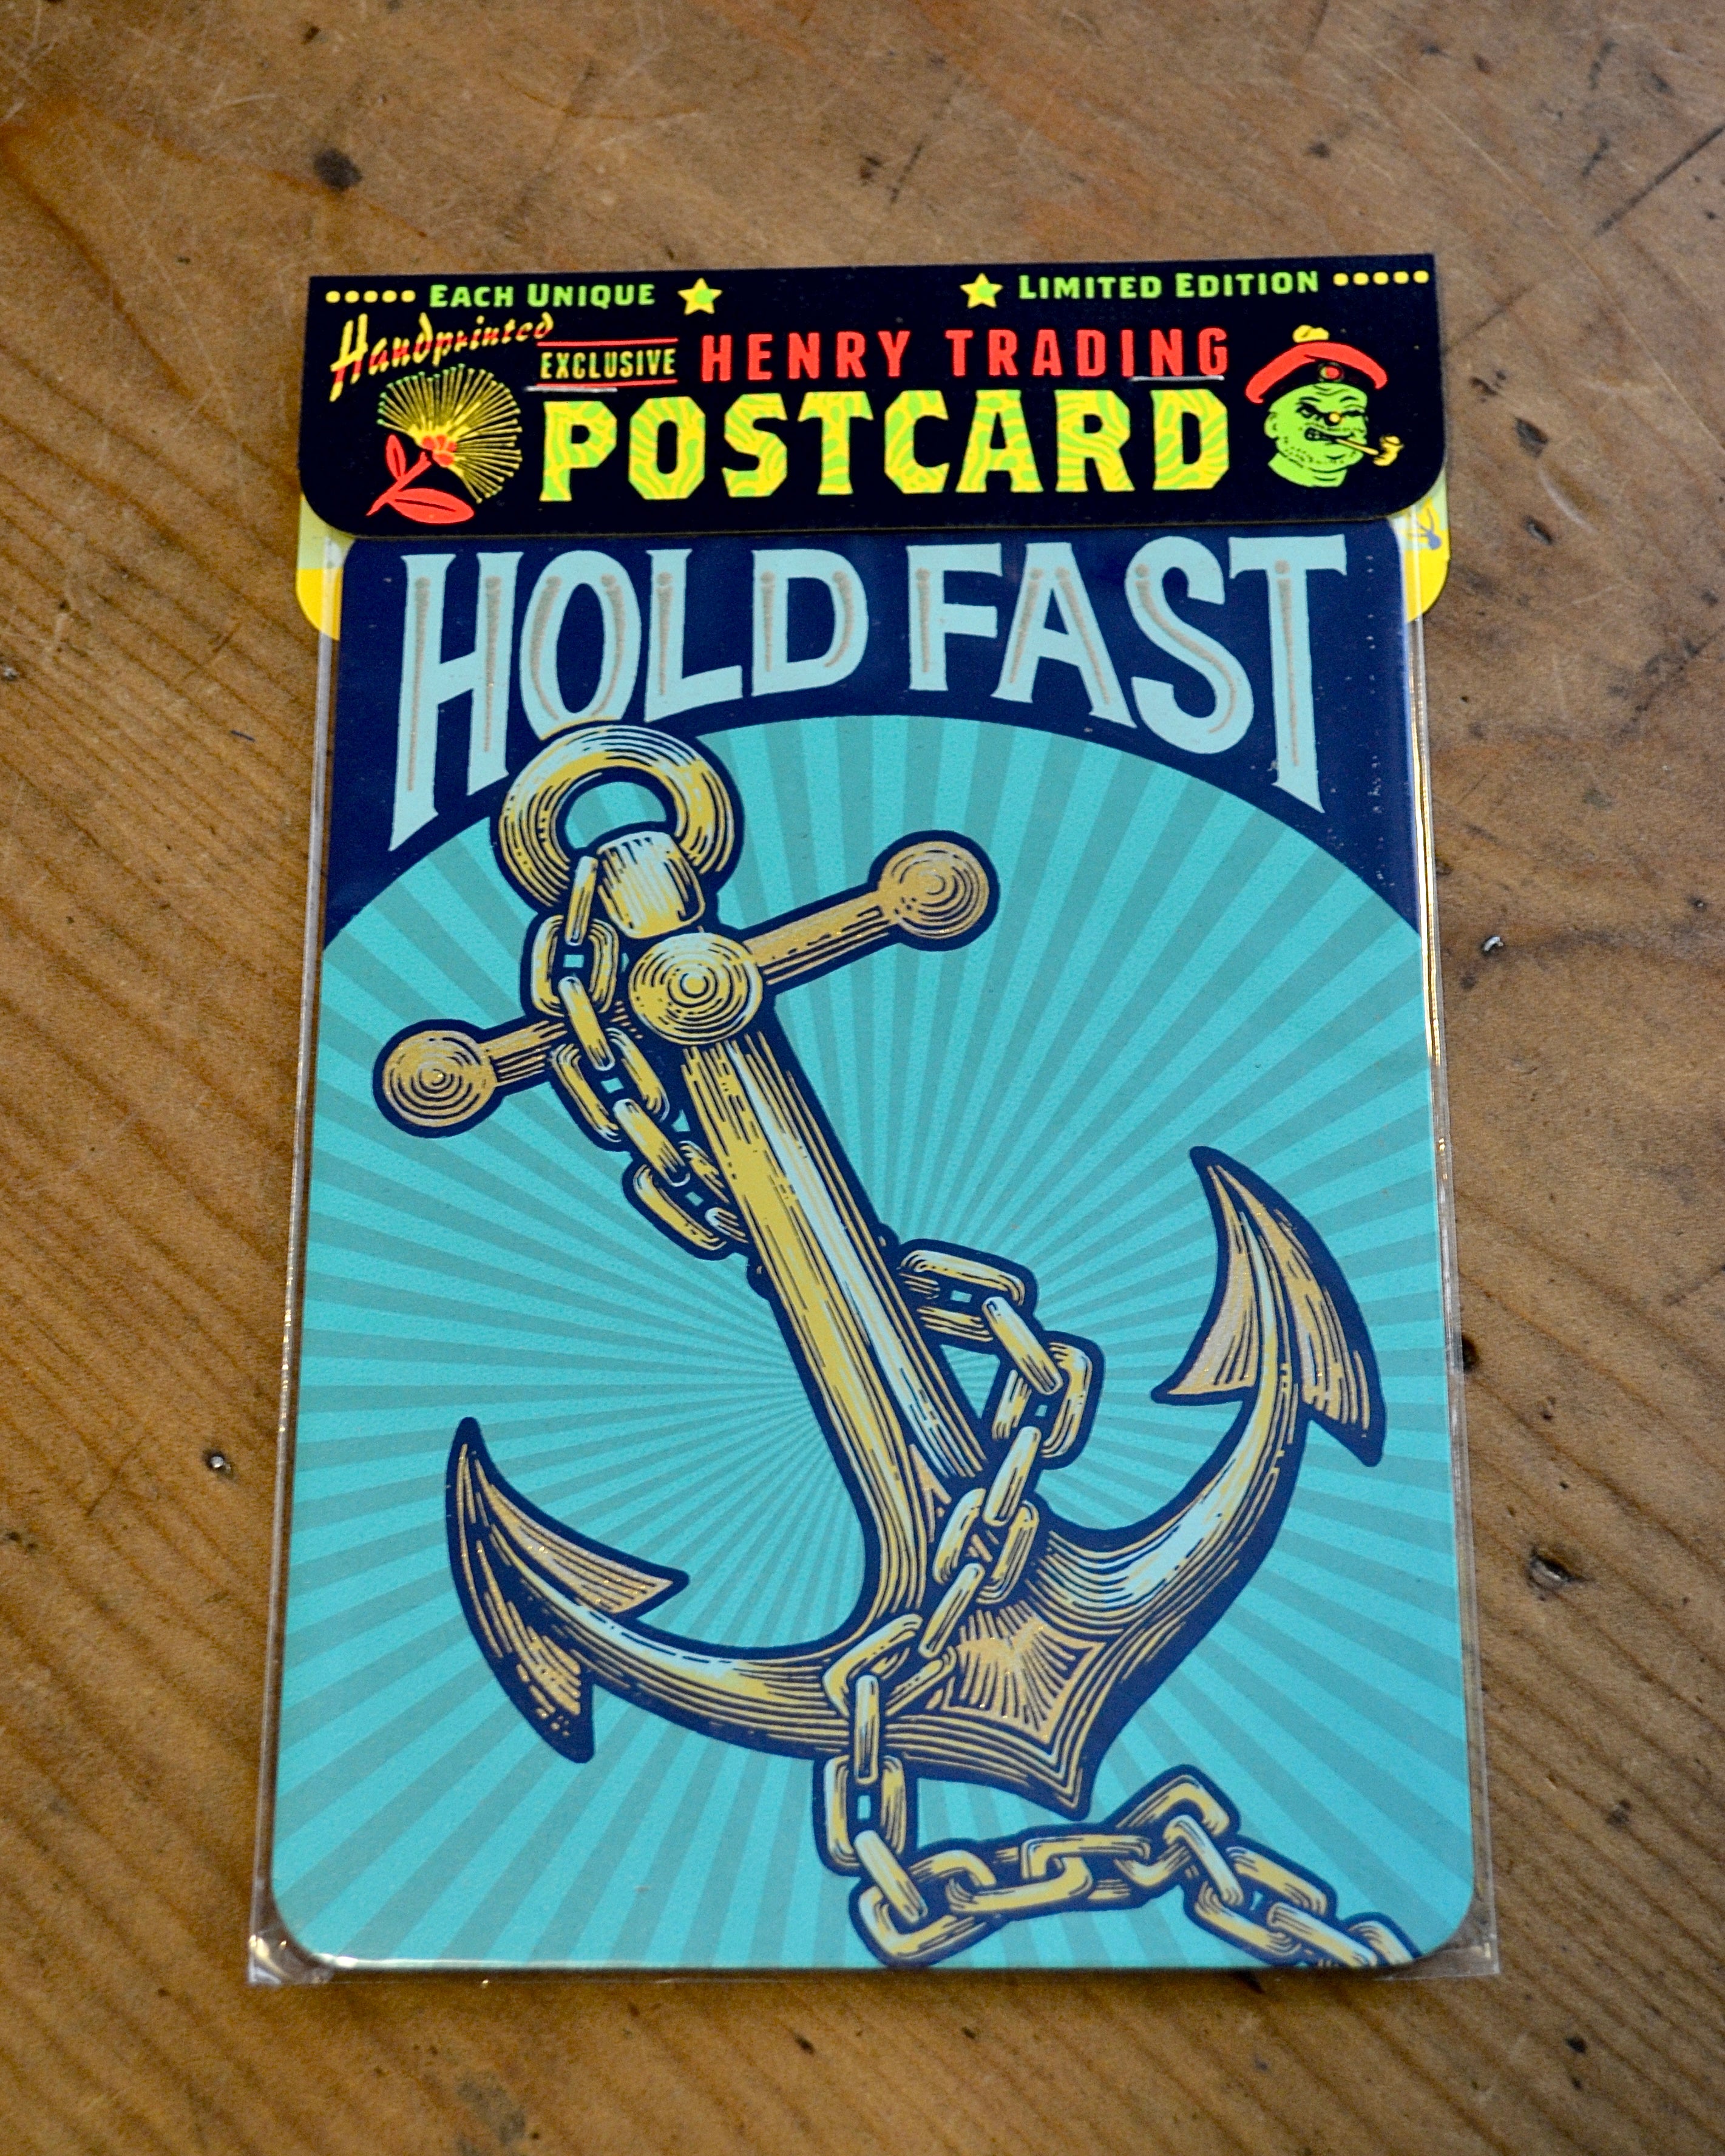 EACH UNIQUE LIMITED EDITION
Handprinted
EXCLUSIVE HENRY TRADING
POSTCARD
HOLD FAST